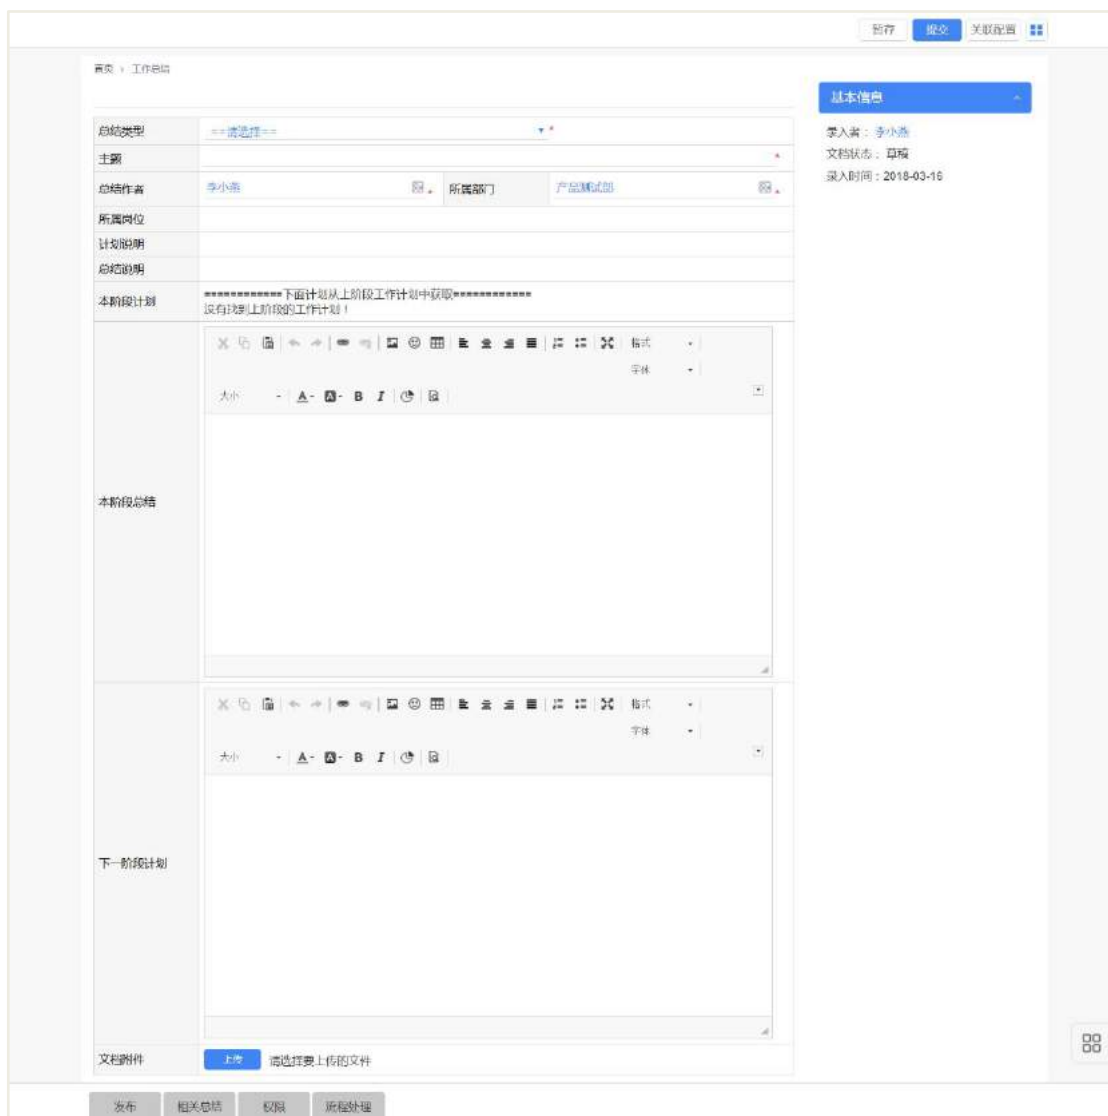 暂存 提交 关联配置
首页 › 工作总结
基本信息
录入者：李小燕
文档状态：草稿
录入时间：2018-03-16
总结类型 ==请选择== *
主题 *
总结作者 李小燕 * 所属部门 产品测试部 *
所属岗位
计划说明
总结说明
本阶段计划
============下面计划从上阶段工作计划中获取============
没有找到上阶段的工作计划！
格式
字体
大小 A A B I
本阶段总结
格式
字体
大小 A A B I
下一阶段计划
文档附件 上传 请选择要上传的文件
发布 相关总结 权限 流程处理